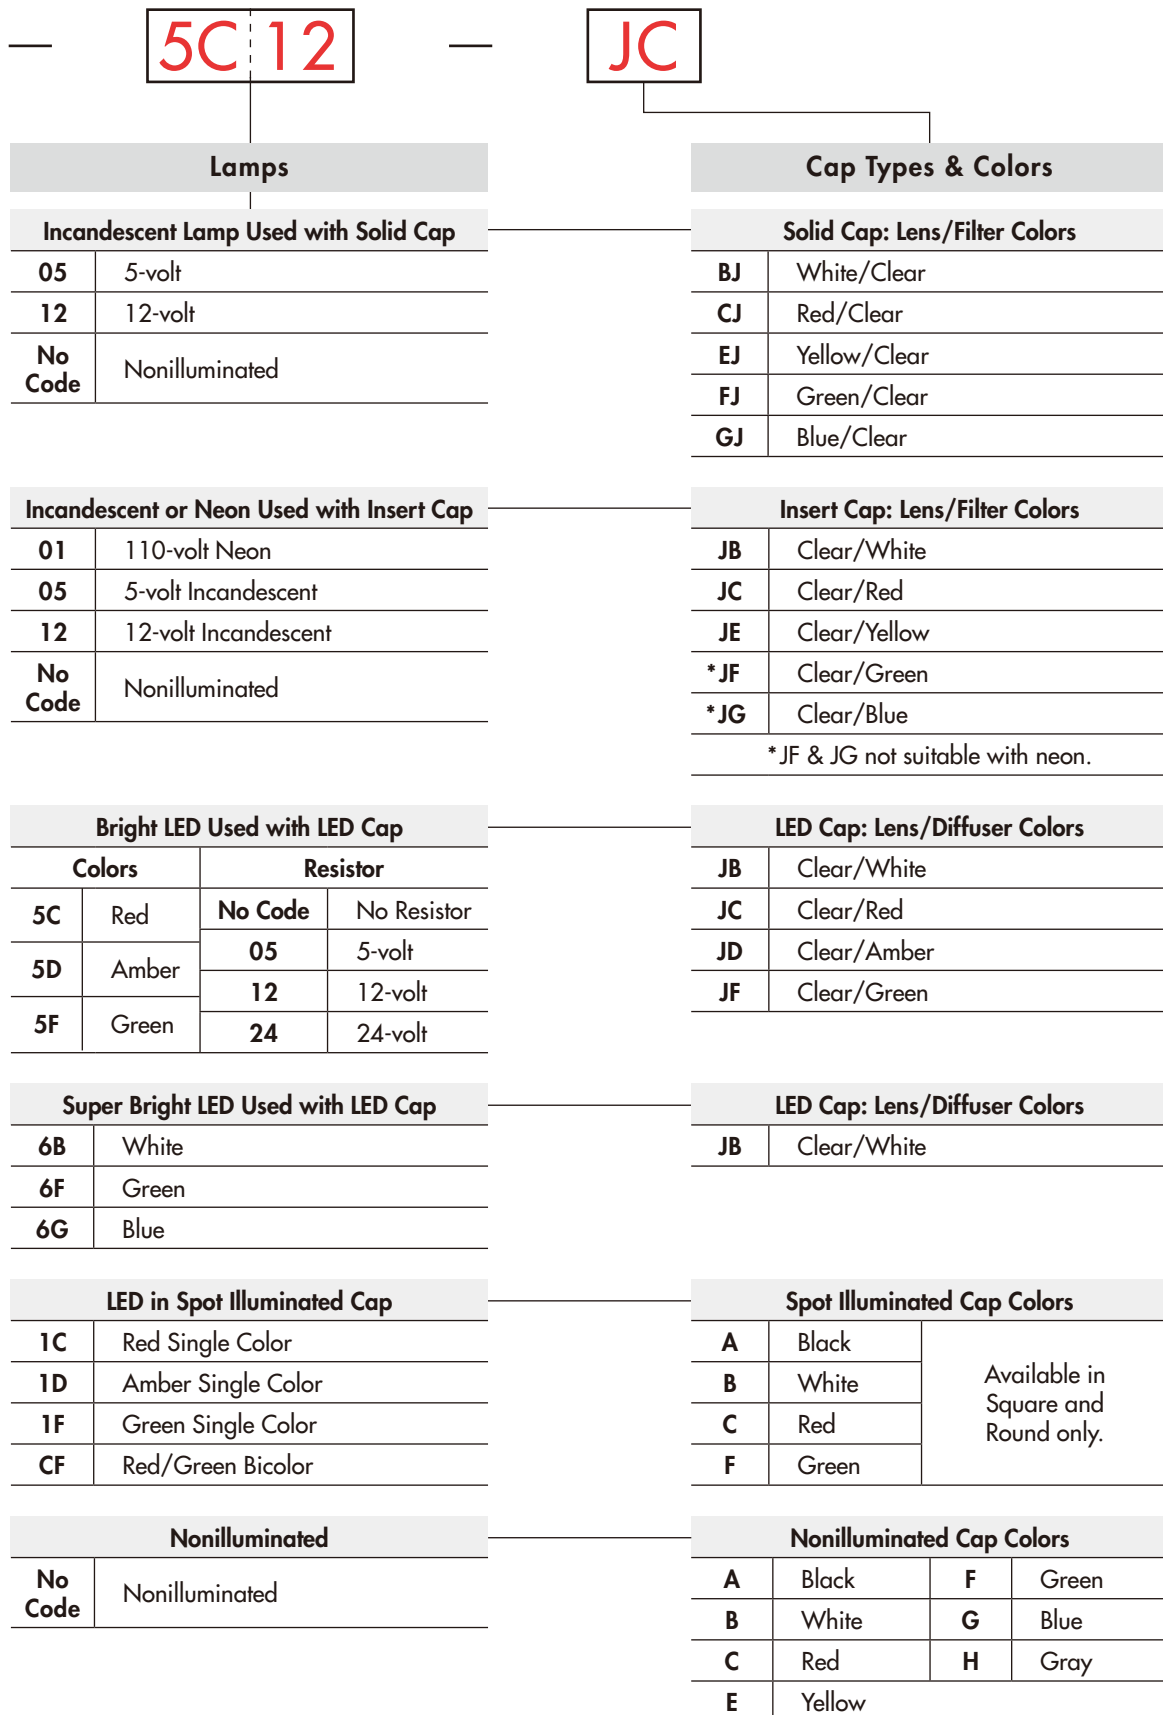 — 5C 12 — JC
Lamps
Cap Types & Colors
Incandescent Lamp Used with Solid Cap
05 5-volt
12 12-volt
No Code Nonilluminated
Solid Cap: Lens/Filter Colors
BJ White/Clear
CJ Red/Clear
EJ Yellow/Clear
FJ Green/Clear
GJ Blue/Clear
Incandescent or Neon Used with Insert Cap
01 110-volt Neon
05 5-volt Incandescent
12 12-volt Incandescent
No Code Nonilluminated
Insert Cap: Lens/Filter Colors
JB Clear/White
JC Clear/Red
JE Clear/Yellow
*JF Clear/Green
*JG Clear/Blue
*JF & JG not suitable with neon.
Bright LED Used with LED Cap
Colors Resistor
5C Red
5D Amber
5F Green
No Code No Resistor
05 5-volt
12 12-volt
24 24-volt
LED Cap: Lens/Diffuser Colors
JB Clear/White
JC Clear/Red
JD Clear/Amber
JF Clear/Green
Super Bright LED Used with LED Cap
6B White
6F Green
6G Blue
LED Cap: Lens/Diffuser Colors
JB Clear/White
LED in Spot Illuminated Cap
1C Red Single Color
1D Amber Single Color
1F Green Single Color
CF Red/Green Bicolor
Spot Illuminated Cap Colors
A Black
B White
C Red
F Green
Available in
Square and
Round only.
Nonilluminated
No Code Nonilluminated
Nonilluminated Cap Colors
A Black F Green
B White G Blue
C Red H Gray
E Yellow